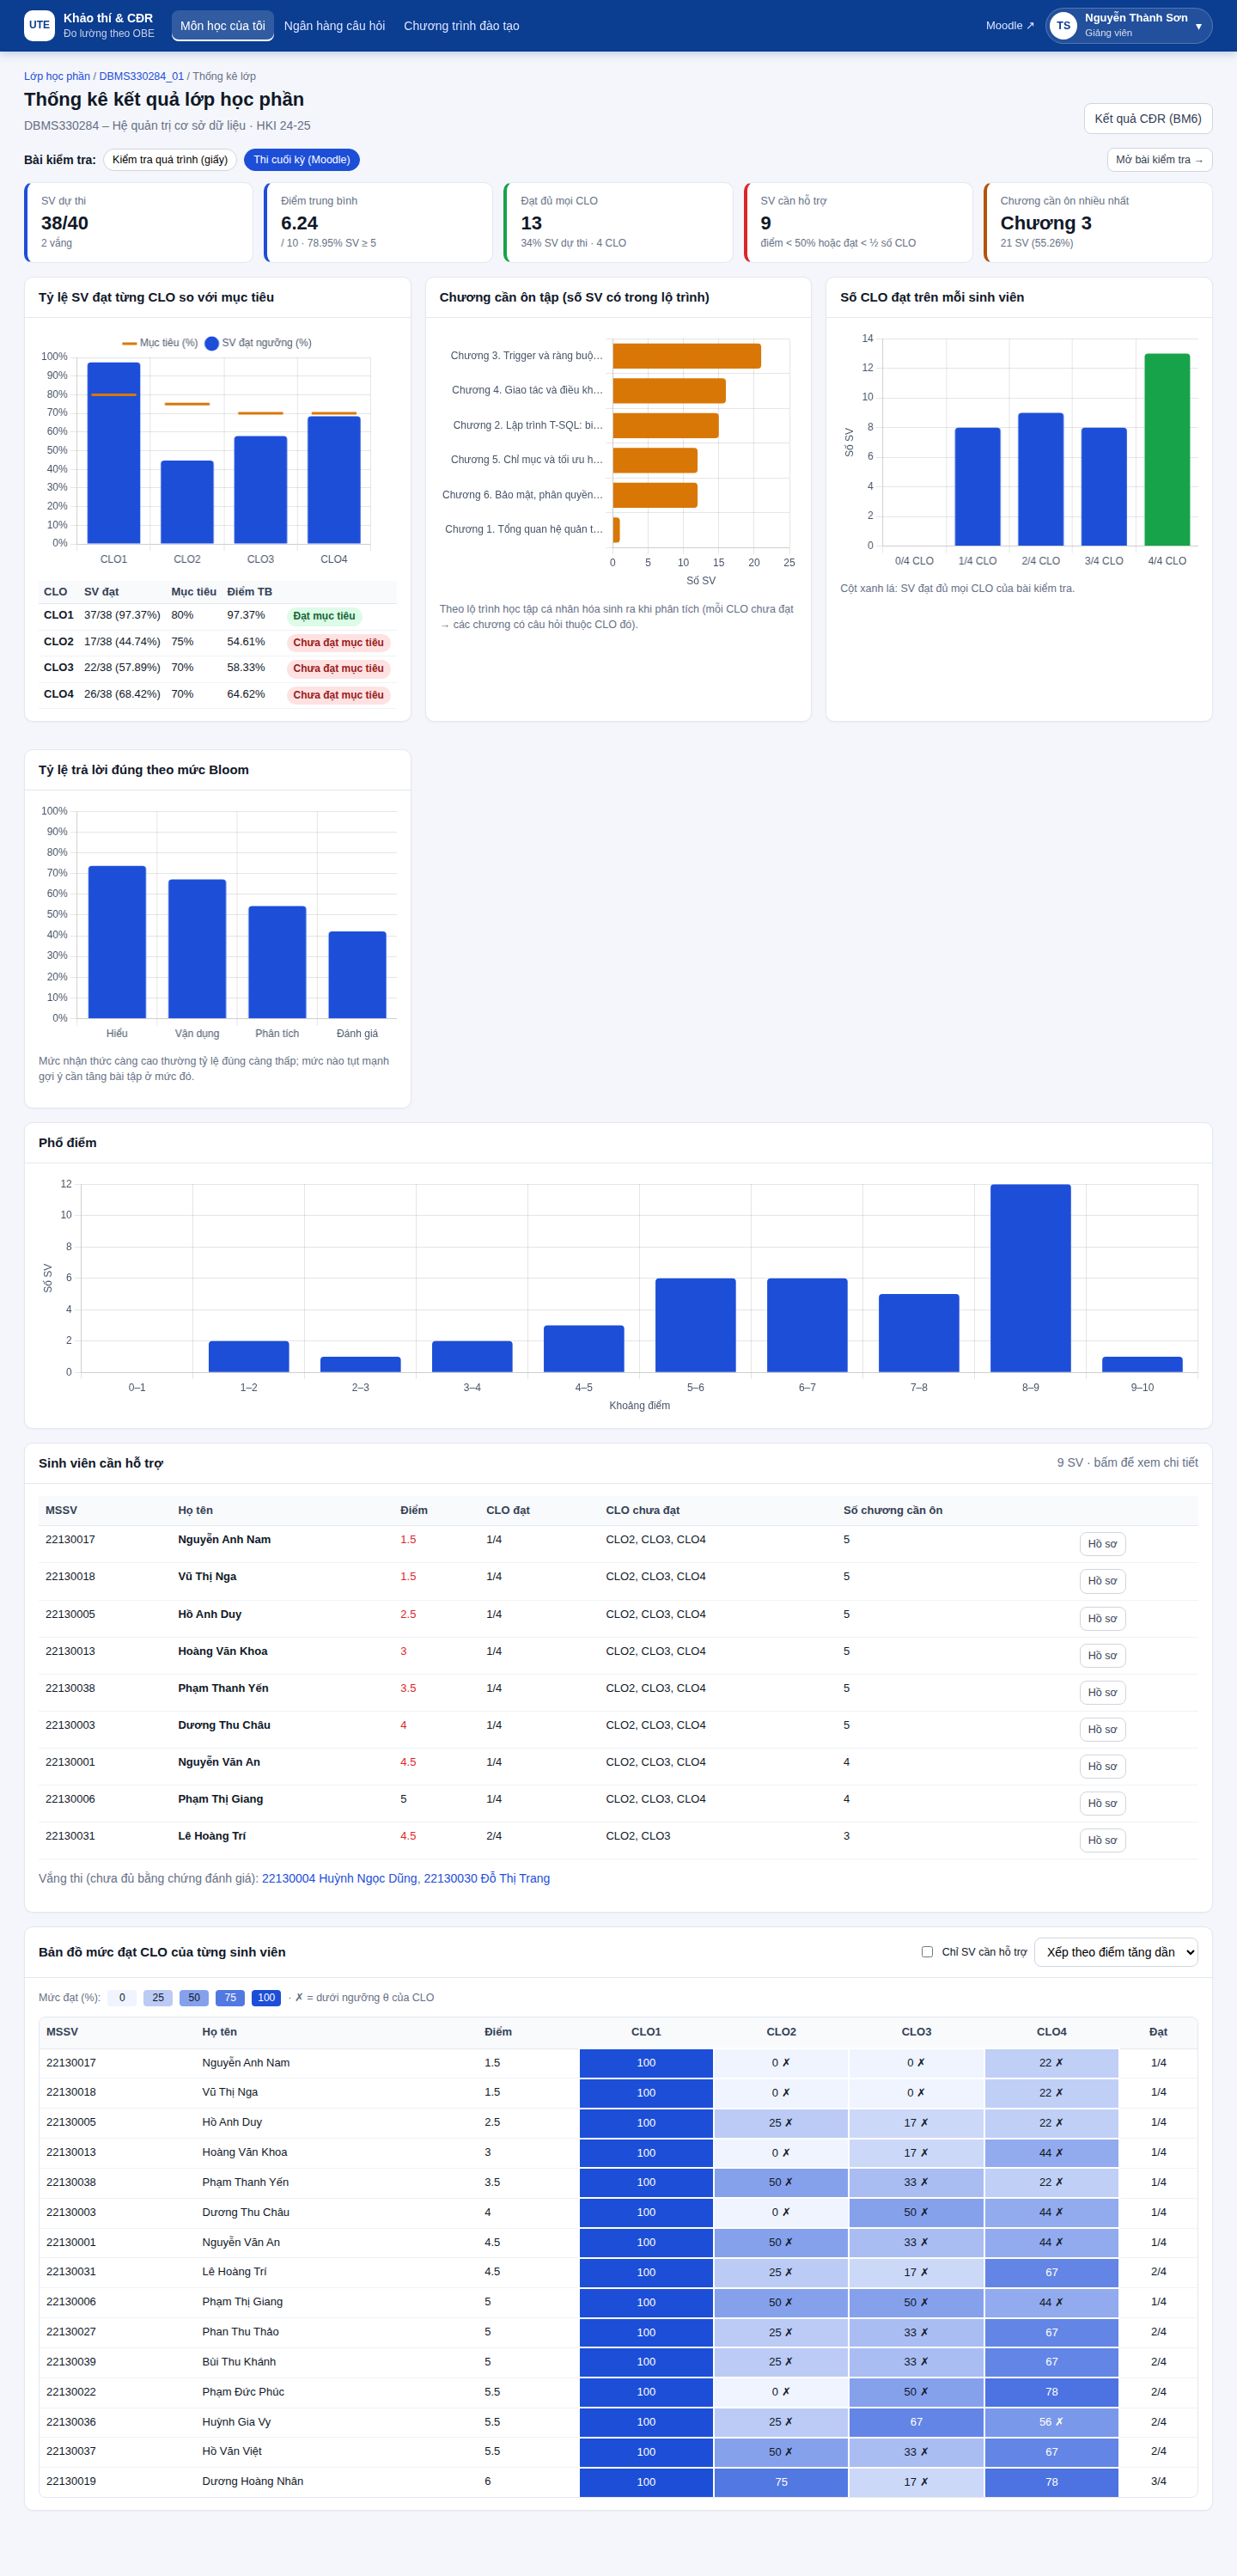 UTE
Khảo thí & CĐR
Đo lường theo OBE
Môn học của tôi
Ngân hàng câu hỏi
Chương trình đào tạo
Moodle ↗
TS
Nguyễn Thành Sơn
Giảng viên
▾
Lớp học phần / DBMS330284_01 / Thống kê lớp
Thống kê kết quả lớp học phần
DBMS330284 – Hệ quản trị cơ sở dữ liệu · HKI 24-25
Kết quả CĐR (BM6)
Bài kiểm tra: Kiểm tra quá trình (giấy) Thi cuối kỳ (Moodle)
Mở bài kiểm tra →
SV dự thi
38/40
2 vắng
Điểm trung bình
6.24
/ 10 · 78.95% SV ≥ 5
Đạt đủ mọi CLO
13
34% SV dự thi · 4 CLO
SV cần hỗ trợ
9
điểm < 50% hoặc đạt < ½ số CLO
Chương cần ôn nhiều nhất
Chương 3
21 SV (55.26%)
Tỷ lệ SV đạt từng CLO so với mục tiêu
Mục tiêu (%) SV đạt ngưỡng (%)
100%
90%
80%
70%
60%
50%
40%
30%
20%
10%
0%
CLO1 CLO2 CLO3 CLO4
CLO SV đạt Mục tiêu Điểm TB
CLO1 37/38 (97.37%) 80% 97.37% Đạt mục tiêu
CLO2 17/38 (44.74%) 75% 54.61% Chưa đạt mục tiêu
CLO3 22/38 (57.89%) 70% 58.33% Chưa đạt mục tiêu
CLO4 26/38 (68.42%) 70% 64.62% Chưa đạt mục tiêu
Chương cần ôn tập (số SV có trong lộ trình)
Chương 3. Trigger và ràng buộ…
Chương 4. Giao tác và điều kh…
Chương 2. Lập trình T-SQL: bi…
Chương 5. Chỉ mục và tối ưu h…
Chương 6. Bảo mật, phân quyền…
Chương 1. Tổng quan hệ quản t…
0 5 10 15 20 25
Số SV
Theo lộ trình học tập cá nhân hóa sinh ra khi phân tích (mỗi CLO chưa đạt
→ các chương có câu hỏi thuộc CLO đó).
Số CLO đạt trên mỗi sinh viên
14
12
10
8
6
4
2
0
Số SV
0/4 CLO 1/4 CLO 2/4 CLO 3/4 CLO 4/4 CLO
Cột xanh lá: SV đạt đủ mọi CLO của bài kiểm tra.
Tỷ lệ trả lời đúng theo mức Bloom
100%
90%
80%
70%
60%
50%
40%
30%
20%
10%
0%
Hiểu Vận dụng Phân tích Đánh giá
Mức nhận thức càng cao thường tỷ lệ đúng càng thấp; mức nào tụt mạnh
gợi ý cần tăng bài tập ở mức đó.
Phổ điểm
12
10
8
6
4
2
0
Số SV
0–1 1–2 2–3 3–4 4–5 5–6 6–7 7–8 8–9 9–10
Khoảng điểm
Sinh viên cần hỗ trợ
9 SV · bấm để xem chi tiết
MSSV Họ tên Điểm CLO đạt CLO chưa đạt Số chương cần ôn
22130017 Nguyễn Anh Nam 1.5 1/4 CLO2, CLO3, CLO4 5 Hồ sơ
22130018 Vũ Thị Nga 1.5 1/4 CLO2, CLO3, CLO4 5 Hồ sơ
22130005 Hồ Anh Duy 2.5 1/4 CLO2, CLO3, CLO4 5 Hồ sơ
22130013 Hoàng Văn Khoa 3 1/4 CLO2, CLO3, CLO4 5 Hồ sơ
22130038 Phạm Thanh Yến 3.5 1/4 CLO2, CLO3, CLO4 5 Hồ sơ
22130003 Dương Thu Châu 4 1/4 CLO2, CLO3, CLO4 5 Hồ sơ
22130001 Nguyễn Văn An 4.5 1/4 CLO2, CLO3, CLO4 4 Hồ sơ
22130006 Phạm Thị Giang 5 1/4 CLO2, CLO3, CLO4 4 Hồ sơ
22130031 Lê Hoàng Trí 4.5 2/4 CLO2, CLO3 3 Hồ sơ
Vắng thi (chưa đủ bằng chứng đánh giá): 22130004 Huỳnh Ngọc Dũng, 22130030 Đỗ Thị Trang
Bản đồ mức đạt CLO của từng sinh viên
Chỉ SV cần hỗ trợ
Xếp theo điểm tăng dần
Mức đạt (%): 0 25 50 75 100 · ✗ = dưới ngưỡng θ của CLO
MSSV Họ tên Điểm CLO1 CLO2 CLO3 CLO4 Đạt
22130017 Nguyễn Anh Nam 1.5 100 0 ✗ 0 ✗ 22 ✗ 1/4
22130018 Vũ Thị Nga 1.5 100 0 ✗ 0 ✗ 22 ✗ 1/4
22130005 Hồ Anh Duy 2.5 100 25 ✗ 17 ✗ 22 ✗ 1/4
22130013 Hoàng Văn Khoa 3 100 0 ✗ 17 ✗ 44 ✗ 1/4
22130038 Phạm Thanh Yến 3.5 100 50 ✗ 33 ✗ 22 ✗ 1/4
22130003 Dương Thu Châu 4 100 0 ✗ 50 ✗ 44 ✗ 1/4
22130001 Nguyễn Văn An 4.5 100 50 ✗ 33 ✗ 44 ✗ 1/4
22130031 Lê Hoàng Trí 4.5 100 25 ✗ 17 ✗ 67 2/4
22130006 Phạm Thị Giang 5 100 50 ✗ 50 ✗ 44 ✗ 1/4
22130027 Phan Thu Thảo 5 100 25 ✗ 33 ✗ 67 2/4
22130039 Bùi Thu Khánh 5 100 25 ✗ 33 ✗ 67 2/4
22130022 Phạm Đức Phúc 5.5 100 0 ✗ 50 ✗ 78 2/4
22130036 Huỳnh Gia Vy 5.5 100 25 ✗ 67 56 ✗ 2/4
22130037 Hồ Văn Việt 5.5 100 50 ✗ 33 ✗ 67 2/4
22130019 Dương Hoàng Nhân 6 100 75 17 ✗ 78 3/4